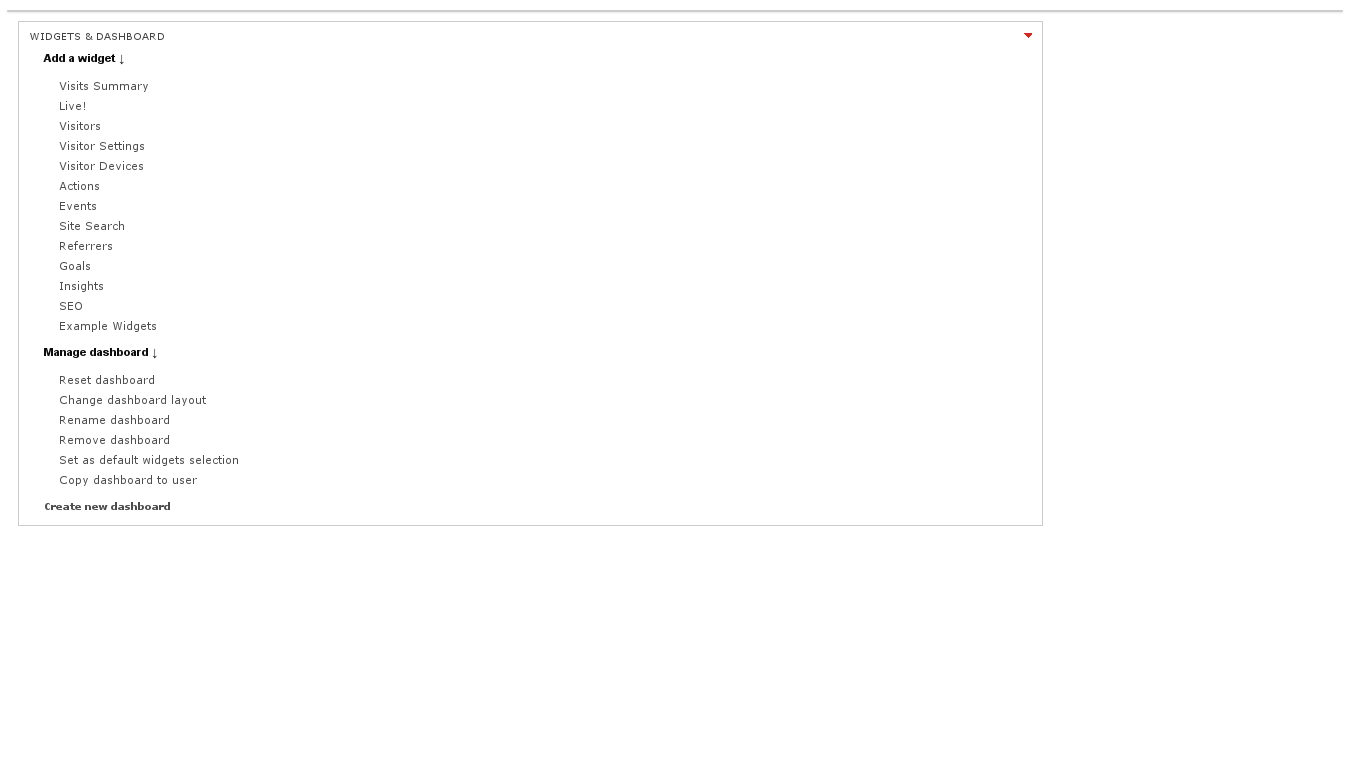 WIDGETS & DASHBOARD
Add a widget ↓
Visits Summary
Live!
Visitors
Visitor Settings
Visitor Devices
Actions
Events
Site Search
Referrers
Goals
Insights
SEO
Example Widgets
Manage dashboard ↓
Reset dashboard
Change dashboard layout
Rename dashboard
Remove dashboard
Set as default widgets selection
Copy dashboard to user
Create new dashboard